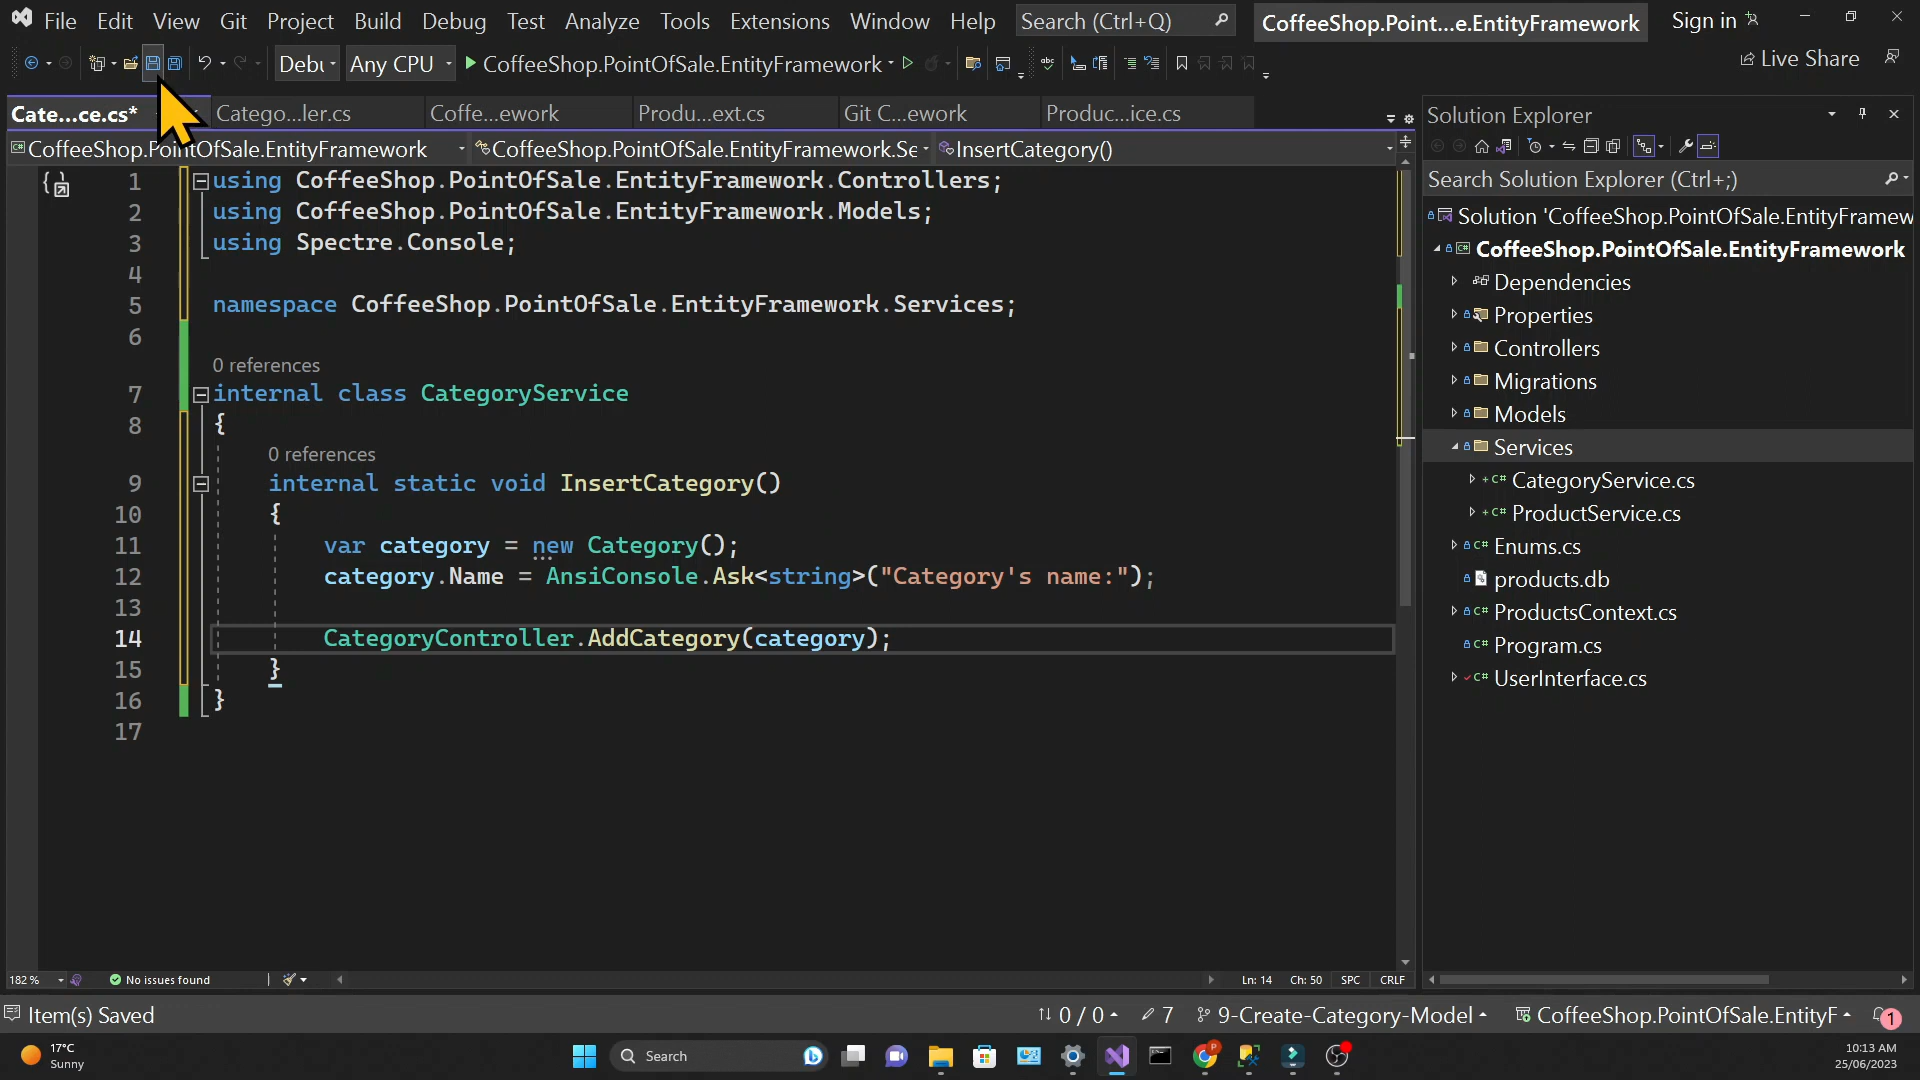 File Edit View Git Project Build Debug Test Analyze Tools Extensions Window Help Search (Ctrl+Q) CoffeeShop.Point...e.EntityFramework Sign in
Debu Any CPU CoffeeShop.PointOfSale.EntityFramework Live Share
Cate...ce.cs* Catego...ler.cs Coffe...ework Produ...ext.cs Git C...ework Produc...ice.cs
CoffeeShop.PointOfSale.EntityFramework CoffeeShop.PointOfSale.EntityFramework.Se InsertCategory()
1 using CoffeeShop.PointOfSale.EntityFramework.Controllers;
2 using CoffeeShop.PointOfSale.EntityFramework.Models;
3 using Spectre.Console;
4
5 namespace CoffeeShop.PointOfSale.EntityFramework.Services;
6
0 references
7 internal class CategoryService
8 {
0 references
9 internal static void InsertCategory()
10 {
11 var category = new Category();
12 category.Name = AnsiConsole.Ask<string>("Category's name:");
13
14 CategoryController.AddCategory(category);
15 }
16 }
17
182 % No issues found Ln: 14 Ch: 50 SPC CRLF
Solution Explorer
Search Solution Explorer (Ctrl+;)
Solution 'CoffeeShop.PointOfSale.EntityFramew
CoffeeShop.PointOfSale.EntityFramework
Dependencies
Properties
Controllers
Migrations
Models
Services
CategoryService.cs
ProductService.cs
Enums.cs
products.db
ProductsContext.cs
Program.cs
UserInterface.cs
Item(s) Saved 0 / 0 7 9-Create-Category-Model CoffeeShop.PointOfSale.EntityF 1
17°C
Sunny
Search
10:13 AM
25/06/2023